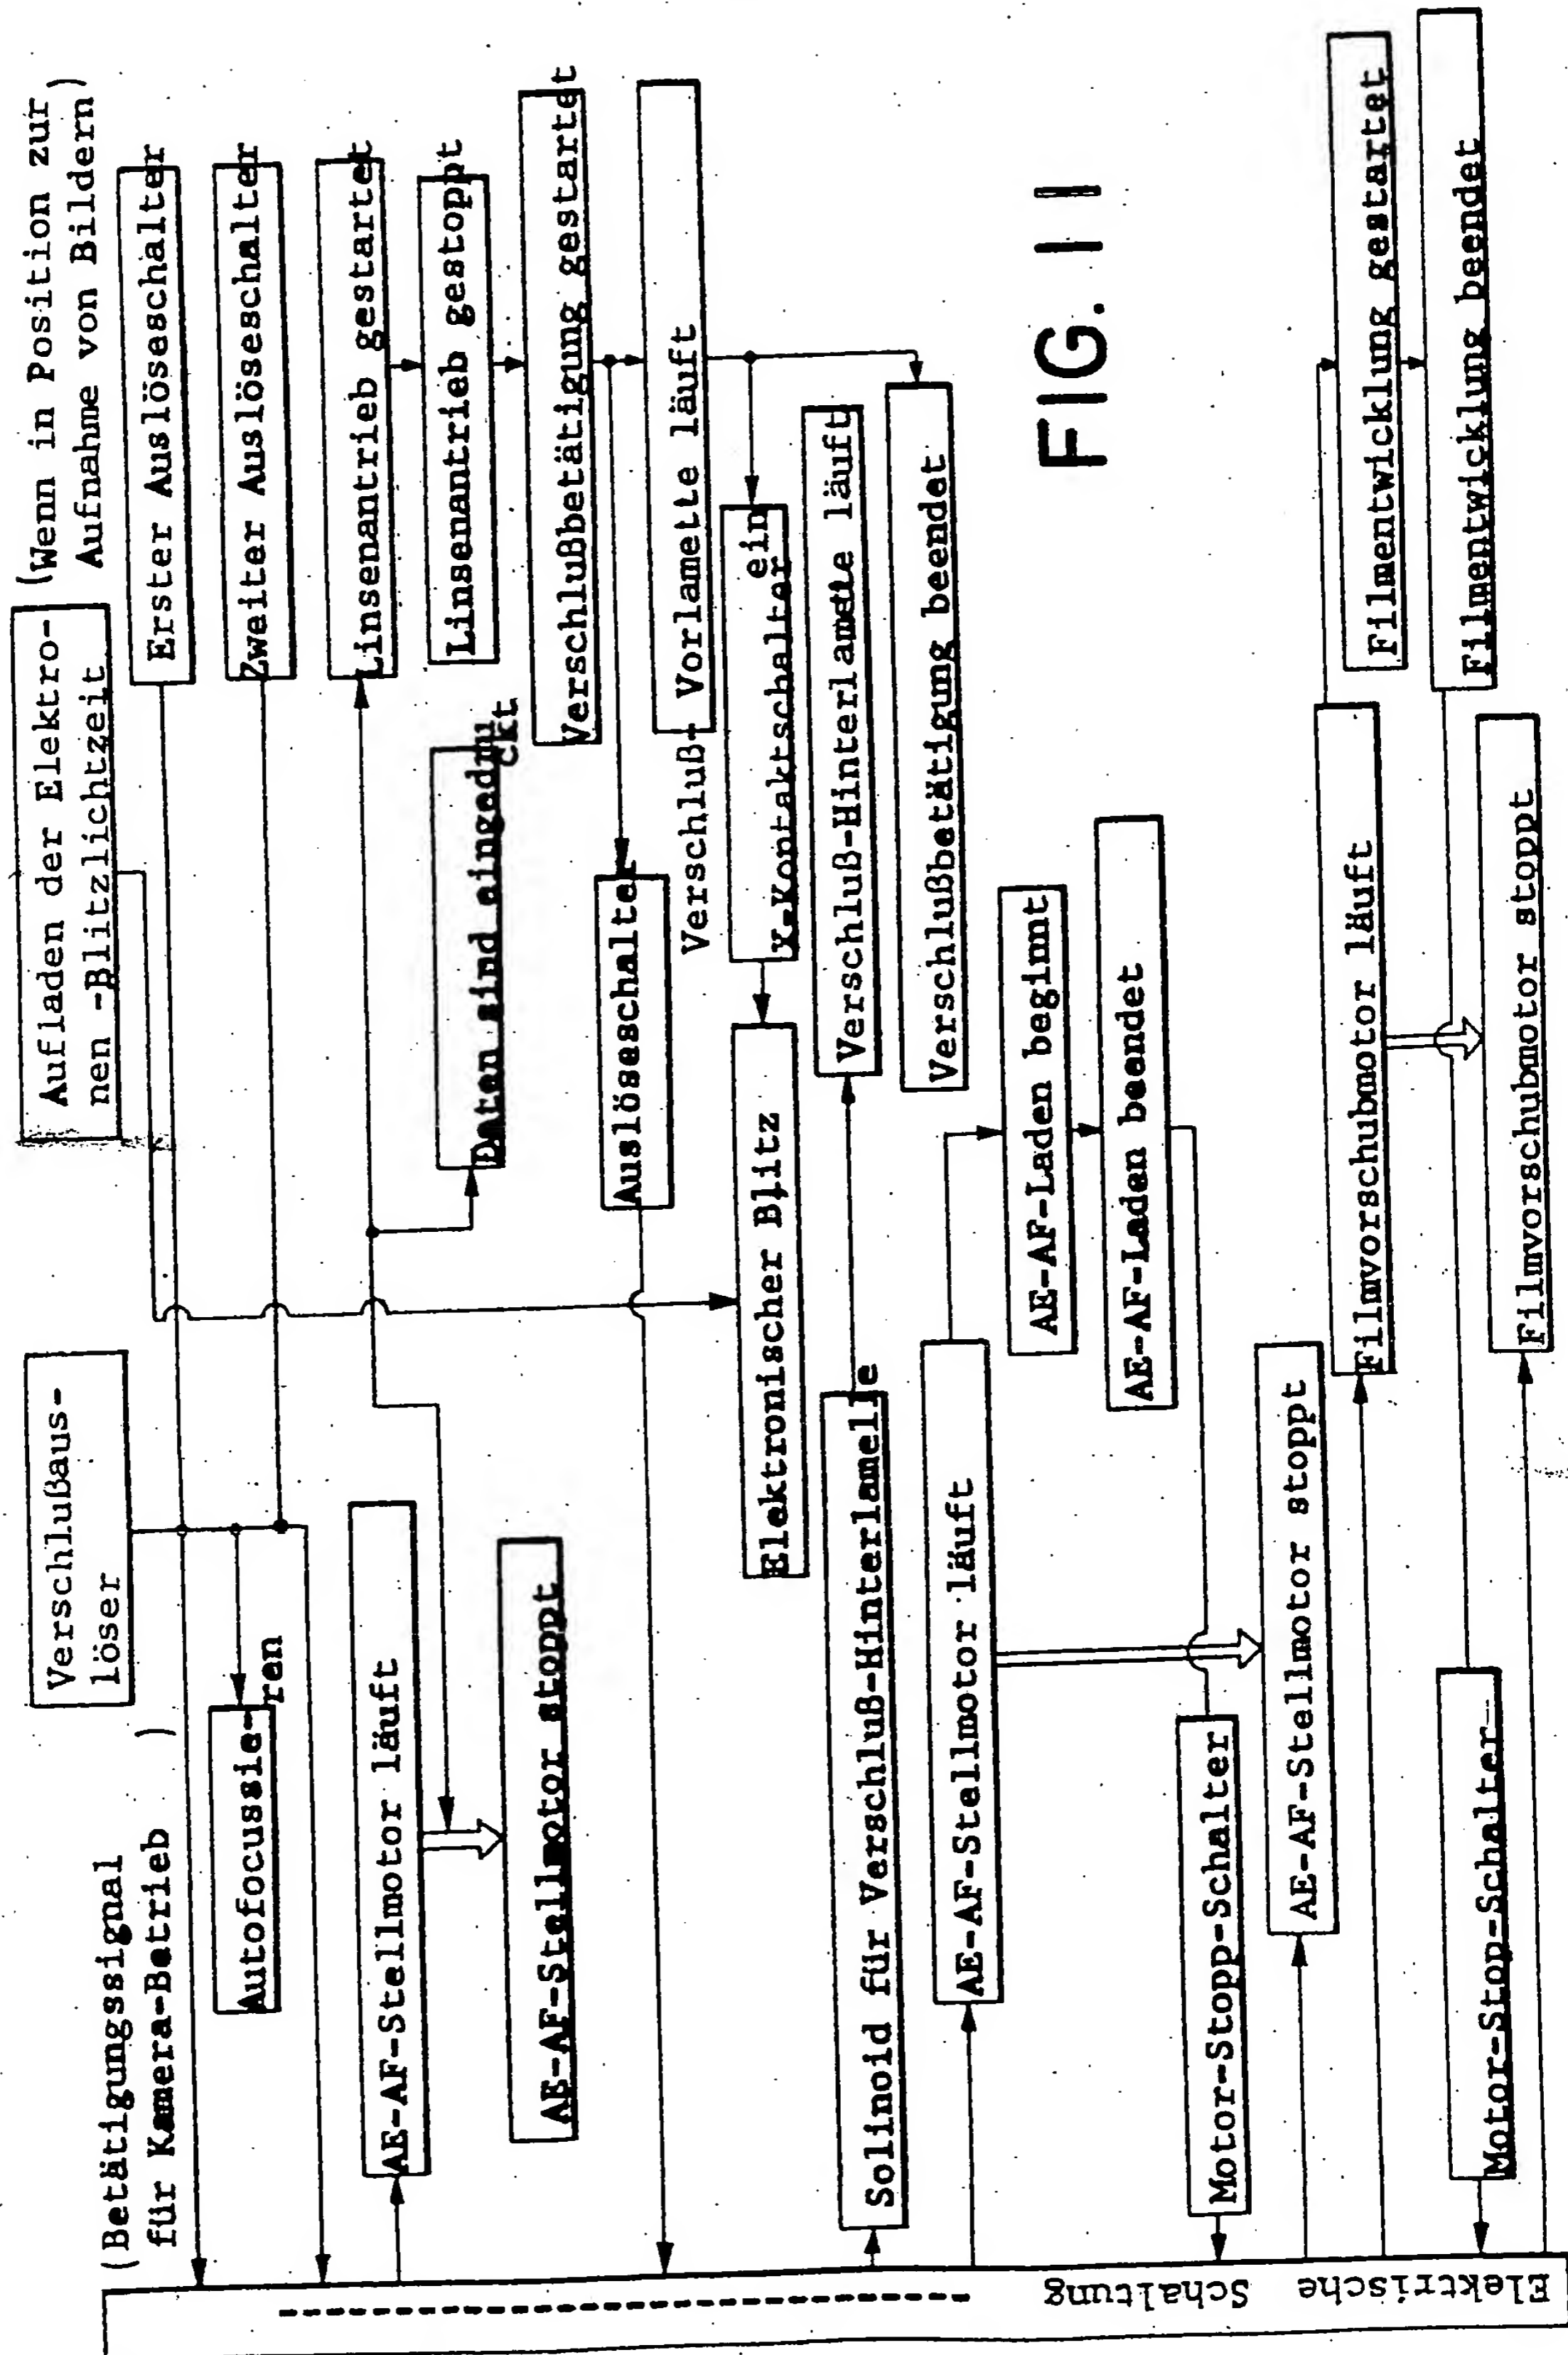 (Wenn in Position zur
Aufnahme von Bildern)
Aufladen der Elektro-
nen -Blitzlichtzeit
Verschlußaus-
löser
(Betätigungssignal
für Kamera-Betrieb )
Erster Auslöseschalter
Zweiter Auslöseschalter
Autofocussie-
ren
Linsenantrieb gestartet
AE-AF-Stellmotor läuft
Linsenantrieb gestoppt
Daten sind eingedru
ckt
AE-AF-Stellmotor stoppt
Verschlußbetätigung gestartet
Auslöseschalter
Verschluß- Vorlamette läuft
ein
X-Kontaktschalter
Elektronischer Blitz
Verschluß-Hinterlamette läuft
Solinoid für Verschluß-Hinterlamelle
Verschlußbetätigung beendet
AE-AF-Stellmotor läuft
AE-AF-Laden beginnt
AE-AF-Laden beendet
Motor-Stopp-Schalter
AE-AF-Stellmotor stoppt
Filmvorschubmotor läuft
Filmentwicklung gestartet
Filmentwicklung beendet
Motor-Stop-Schalter
Filmvorschubmotor stoppt
Elektrische Schaltung
FIG. 11